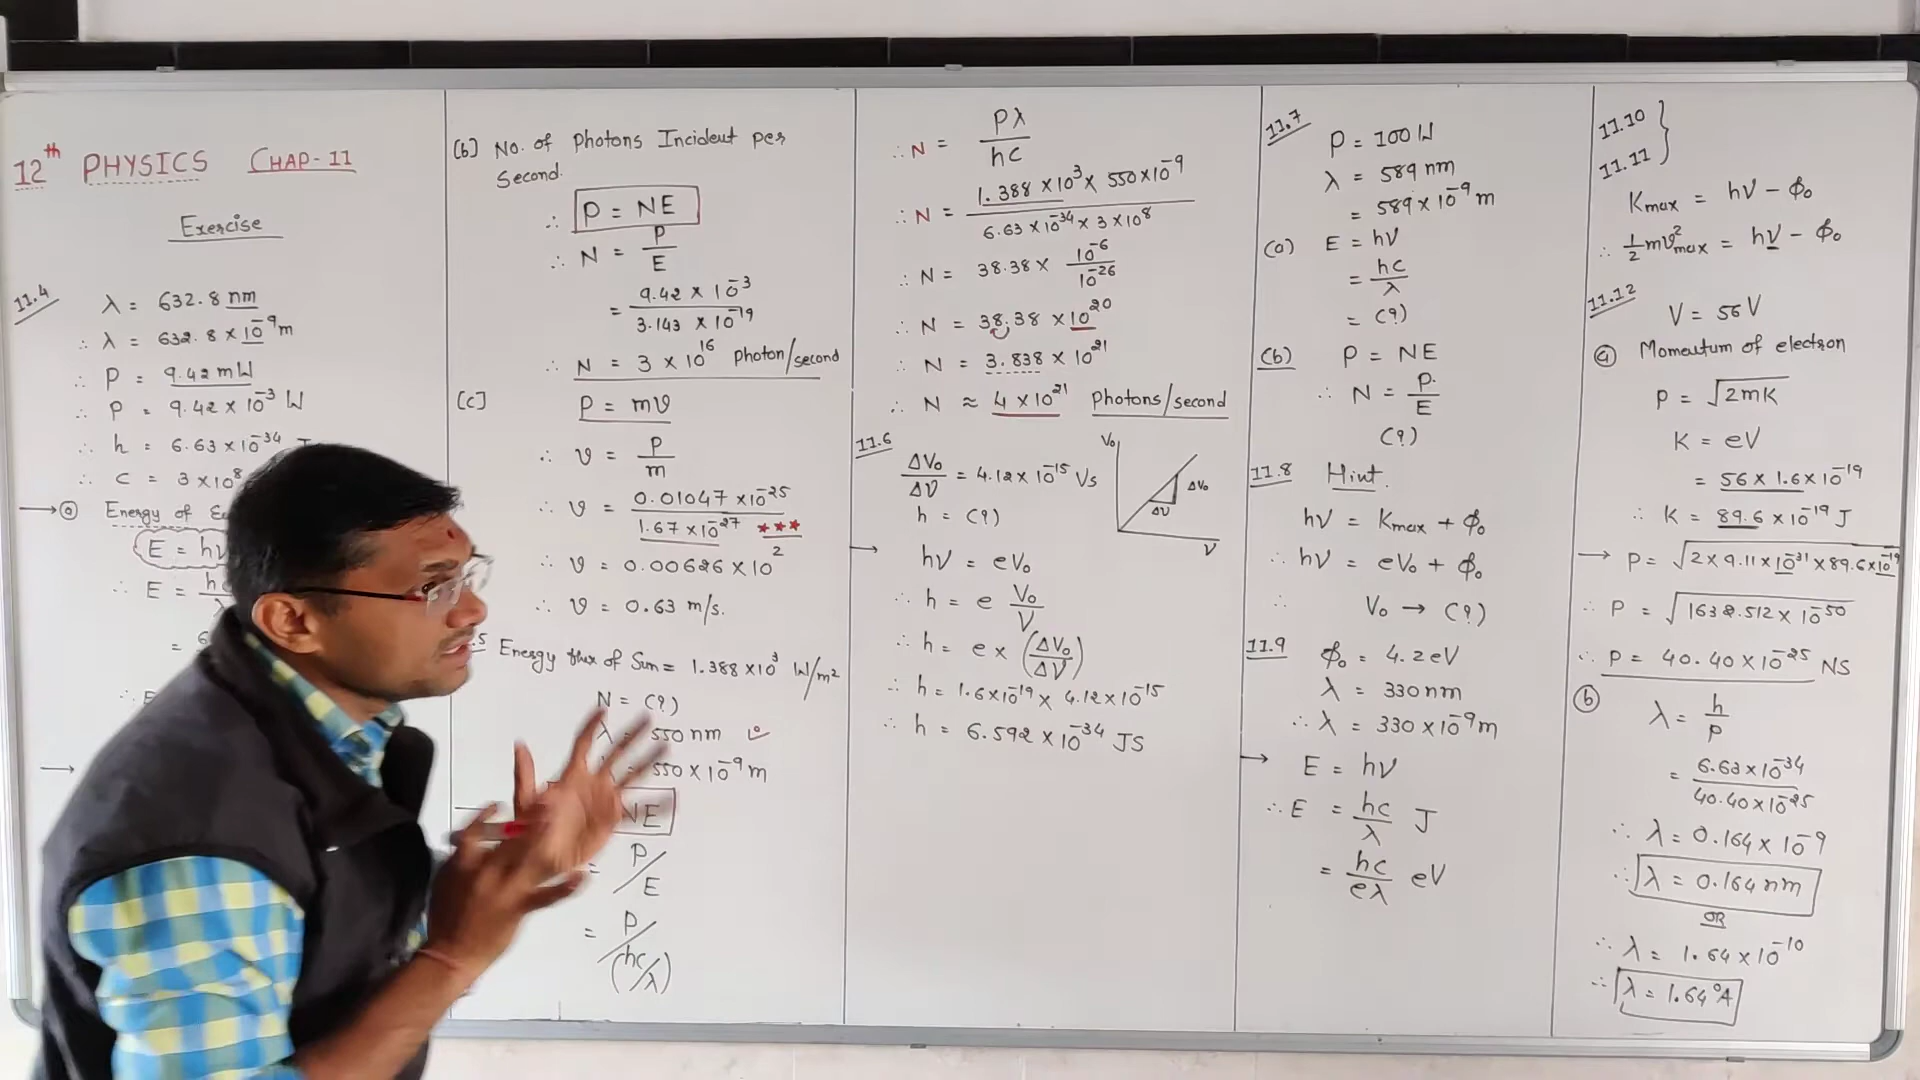 12th PHYSICS CHAP-11
Exercise
11.4
λ = 632.8 nm
∴ λ = 632.8 × 10⁻⁹ m
∴ P = 9.42 mW
∴ P = 9.42 × 10⁻³ W
∴ h = 6.63 × 10⁻³⁴
∴ C = 3 × 10⁸
→ (a) Energy of
E = hν
∴ E =
=
∴
→
[b] No. of Photons Incident per
Second.
∴ P = NE
∴ N = P/E
= 9.42 × 10⁻³ / 3.143 × 10⁻¹⁹
∴ N = 3 × 10¹⁶ Photon/second
[c] P = mv
∴ v = P/m
∴ v = 0.01047 × 10⁻²⁵ / 1.67 × 10⁻²⁷ ***
∴ v = 0.00626 × 10²
∴ v = 0.63 m/s.
Energy flux of Sun = 1.388 × 10³ W/m²
N = (?)
λ = 550 nm
= 550 × 10⁻⁹ m
NE
= P/E
= P/(hc/λ)
∴ N = Pλ/hc
∴ N = 1.388 × 10³ × 550 × 10⁻⁹ / 6.63 × 10⁻³⁴ × 3 × 10⁸
∴ N = 38.38 × 10⁻⁶/10⁻²⁶
∴ N = 38.38 × 10²⁰
∴ N = 3.838 × 10²¹
∴ N ≈ 4 × 10²¹ Photons/second
11.6
ΔV₀/Δν = 4.12 × 10⁻¹⁵ Vs
V₀ ΔV₀ Δν ν
h = (?)
→ hν = eV₀
∴ h = e V₀/ν
∴ h = e × (ΔV₀/Δν)
∴ h = 1.6 × 10⁻¹⁹ × 4.12 × 10⁻¹⁵
∴ h = 6.592 × 10⁻³⁴ JS
11.7
P = 100 W
λ = 589 nm
= 589 × 10⁻⁹ m
(a) E = hν
= hc/λ
= (?)
(b) P = NE
∴ N = P/E
(?)
11.8 Hint.
hν = Kmax + ϕ₀
∴ hν = eV₀ + ϕ₀
∴ V₀ → (?)
11.9 ϕ₀ = 4.2 eV
λ = 330 nm
∴ λ = 330 × 10⁻⁹ m
→ E = hν
∴ E = hc/λ J
= hc/eλ eV
11.10 }
11.11
Kmax = hν − ϕ₀
∴ ½mv²max = hν − ϕ₀
11.12
V = 56 V
(a) Momentum of electron
P = √2mK
K = eV
= 56 × 1.6 × 10⁻¹⁹
∴ K = 89.6 × 10⁻¹⁹ J
→ P = √2 × 9.11 × 10⁻³¹ × 89.6 × 10⁻¹⁹
∴ P = √1632.512 × 10⁻⁵⁰
∴ P = 40.40 × 10⁻²⁵ NS
(b) λ = h/P
= 6.63 × 10⁻³⁴ / 40.40 × 10⁻²⁵
∴ λ = 0.164 × 10⁻⁹
∴ λ = 0.164 nm
OR
∴ λ = 1.64 × 10⁻¹⁰
∴ λ = 1.64 °A